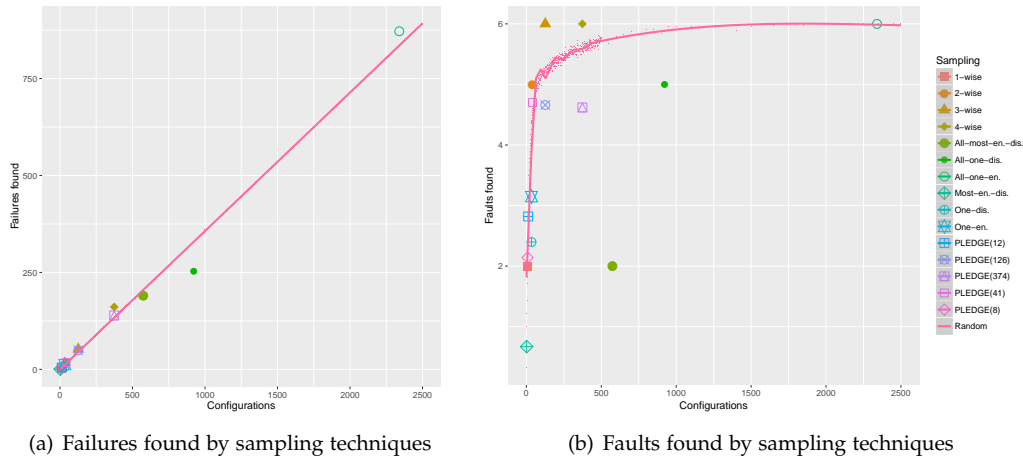 Failures found
750
500
250
0
0
500
1000
1500
2000
2500
Configurations
(a) Failures found by sampling techniques
Faults found
6
4
2
0
500
1000
1500
2000
2500
Configurations
(b) Faults found by sampling techniques
Sampling
1-wise
2-wise
3-wise
4-wise
All-most-en.-dis.
All-one-dis.
All-one-en.
Most-en.-dis.
One-dis.
One-en.
PLEDGE(12)
PLEDGE(126)
PLEDGE(374)
PLEDGE(41)
PLEDGE(8)
Random